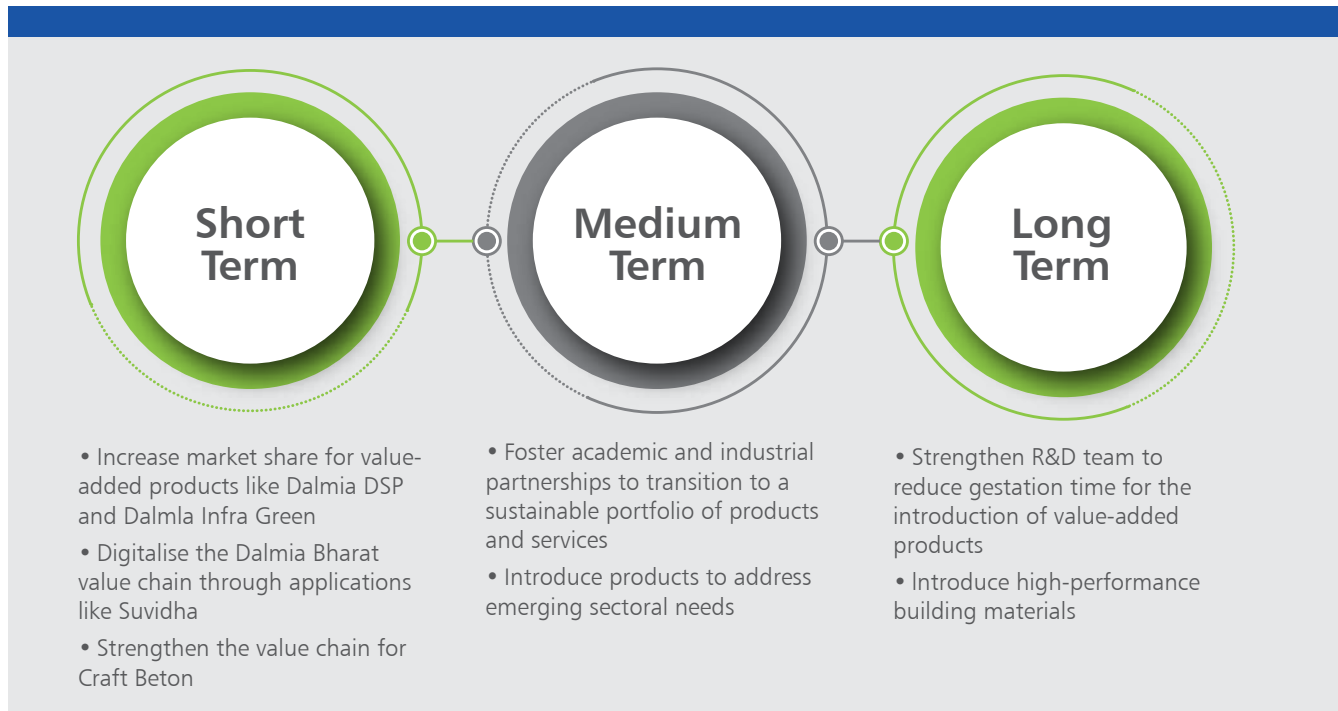 Short
Term
• Increase market share for value-
added products like Dalmia DSP
and Dalmla Infra Green
• Digitalise the Dalmia Bharat
value chain through applications
like Suvidha
• Strengthen the value chain for
Craft Beton
Medium
Term
• Foster academic and industrial
partnerships to transition to a
sustainable portfolio of products
and services
• Introduce products to address
emerging sectoral needs
Long
Term
• Strengthen R&D team to
reduce gestation time for the
introduction of value-added
products
• Introduce high-performance
building materials